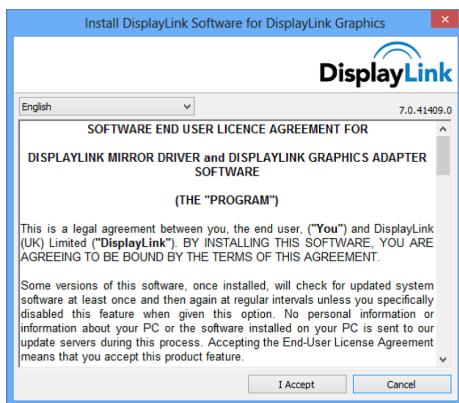 Install DisplayLink Software for DisplayLink Graphics
DisplayLink
English
7.0.41409.0
SOFTWARE END USER LICENCE AGREEMENT FOR
DISPLAYLINK MIRROR DRIVER and DISPLAYLINK GRAPHICS ADAPTER
SOFTWARE
(THE "PROGRAM")
This is a legal agreement between you, the end user, ("You") and DisplayLink
(UK) Limited ("DisplayLink"). BY INSTALLING THIS SOFTWARE, YOU ARE
AGREEING TO BE BOUND BY THE TERMS OF THIS AGREEMENT.
Some versions of this software, once installed, will check for updated system
software at least once and then again at regular intervals unless you specifically
disabled this feature when given this option. No personal information or
information about your PC or the software installed on your PC is sent to our
update servers during this process. Accepting the End-User License Agreement
means that you accept this product feature.
I Accept
Cancel